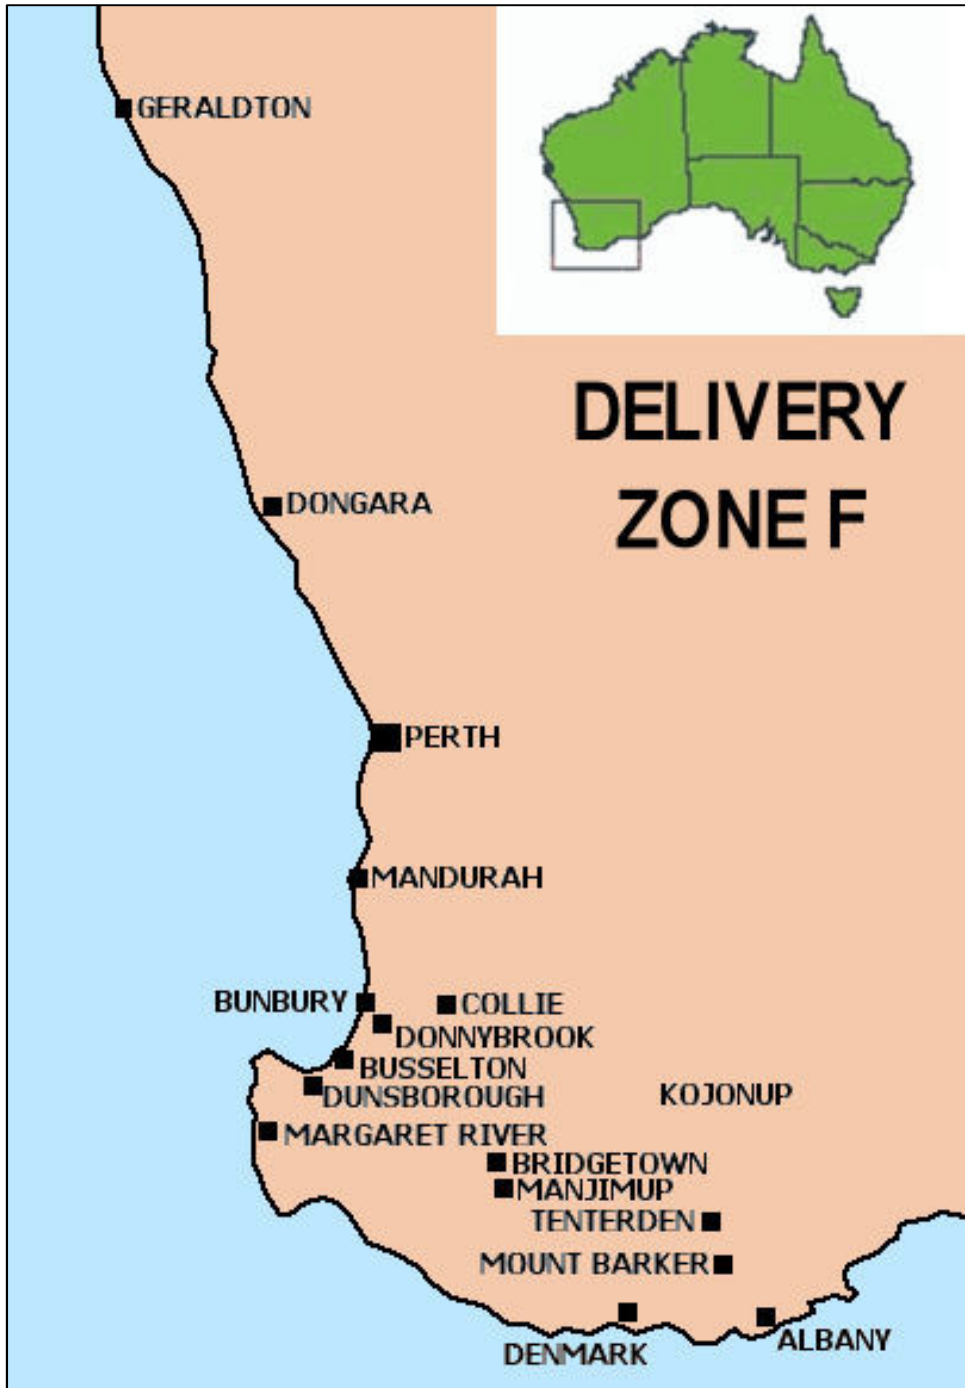 GERALDTON
DELIVERY
ZONE F
DONGARA
PERTH
MANDURAH
BUNBURY
COLLIE
DONNYBROOK
BUSSELTON
DUNSBOROUGH
KOJONUP
MARGARET RIVER
BRIDGETOWN
MANJIMUP
TENTERDEN
MOUNT BARKER
DENMARK
ALBANY